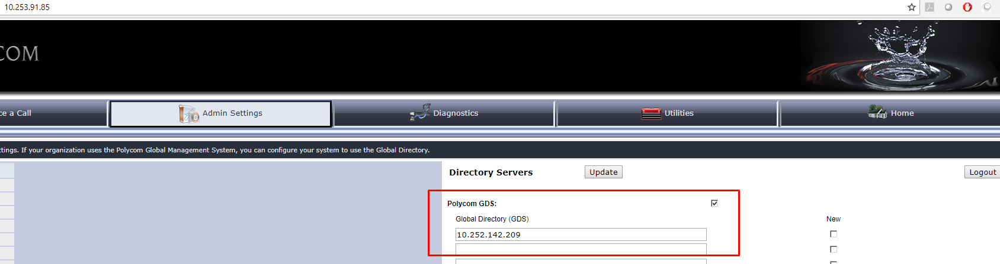 10.253.91.85
COM
ce a Call
Admin Settings
Diagnostics
Utilities
Home
ttings. If your organization uses the Polycom Global Management System, you can configure your system to use the Global Directory.
Directory Servers
Update
Logout
Polycom GDS:
Global Directory (GDS)
New
10.252.142.209